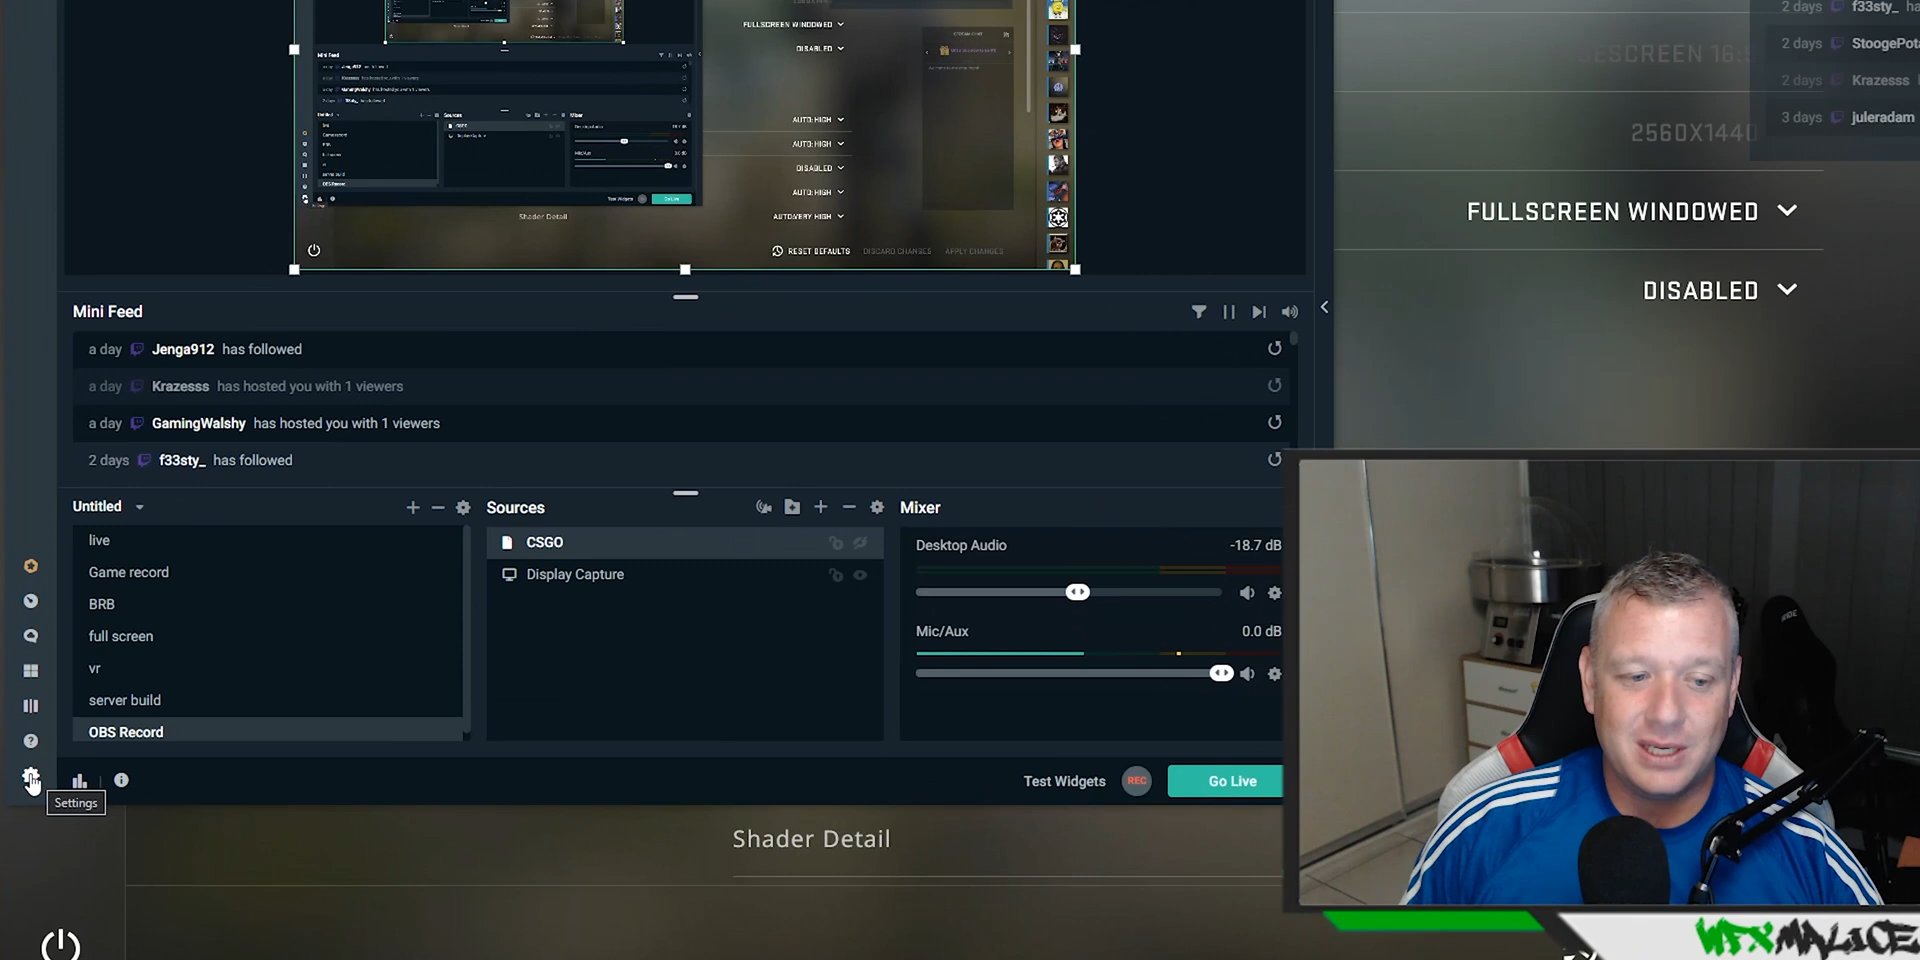 FULLSCREEN WINDOWED
DISABLED
AUTO: HIGH
AUTO: HIGH
DISABLED
AUTO: HIGH
AUTO: VERY HIGH
Shader Detail
RESET DEFAULTS
DISCARD CHANGES
APPLY CHANGES
2 days f33sty_ ha
2 days StoogePota
2 days Krazesss
3 days juleradam
2560X1440
FULLSCREEN WINDOWED
DISABLED
Mini Feed
a day Jenga912 has followed
a day Krazesss has hosted you with 1 viewers
a day GamingWalshy has hosted you with 1 viewers
2 days f33sty_ has followed
Untitled
live
Game record
BRB
full screen
vr
server build
OBS Record
Sources
CSGO
Display Capture
Mixer
Desktop Audio -18.7 dB
Mic/Aux 0.0 dB
Test Widgets REC Go Live
Settings
Shader Detail
WFXMALICE